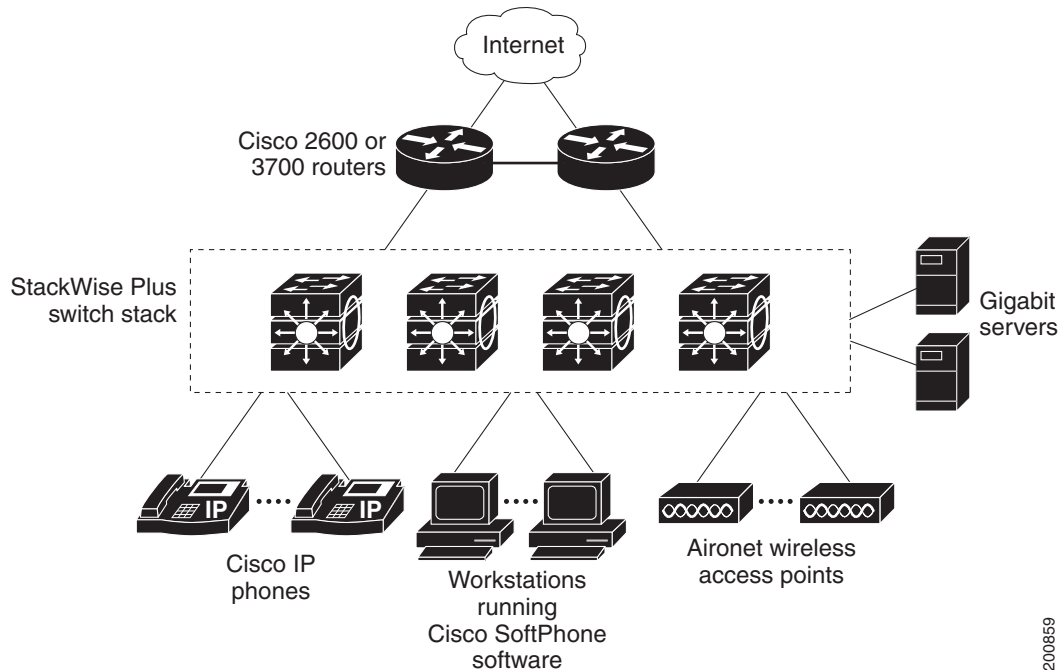 Internet
Cisco 2600 or
3700 routers
StackWise Plus
switch stack
Gigabit
servers
IP
IP
Cisco IP
phones
Workstations
running
Cisco SoftPhone
software
Aironet wireless
access points
200859